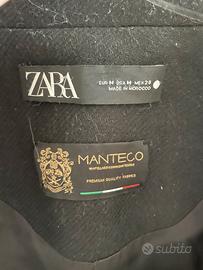 ZARA
EUR M USA M MEX 28
MADE IN MOROCCO
MANTECO
PREMIUM QUALITY FABRICS
subito